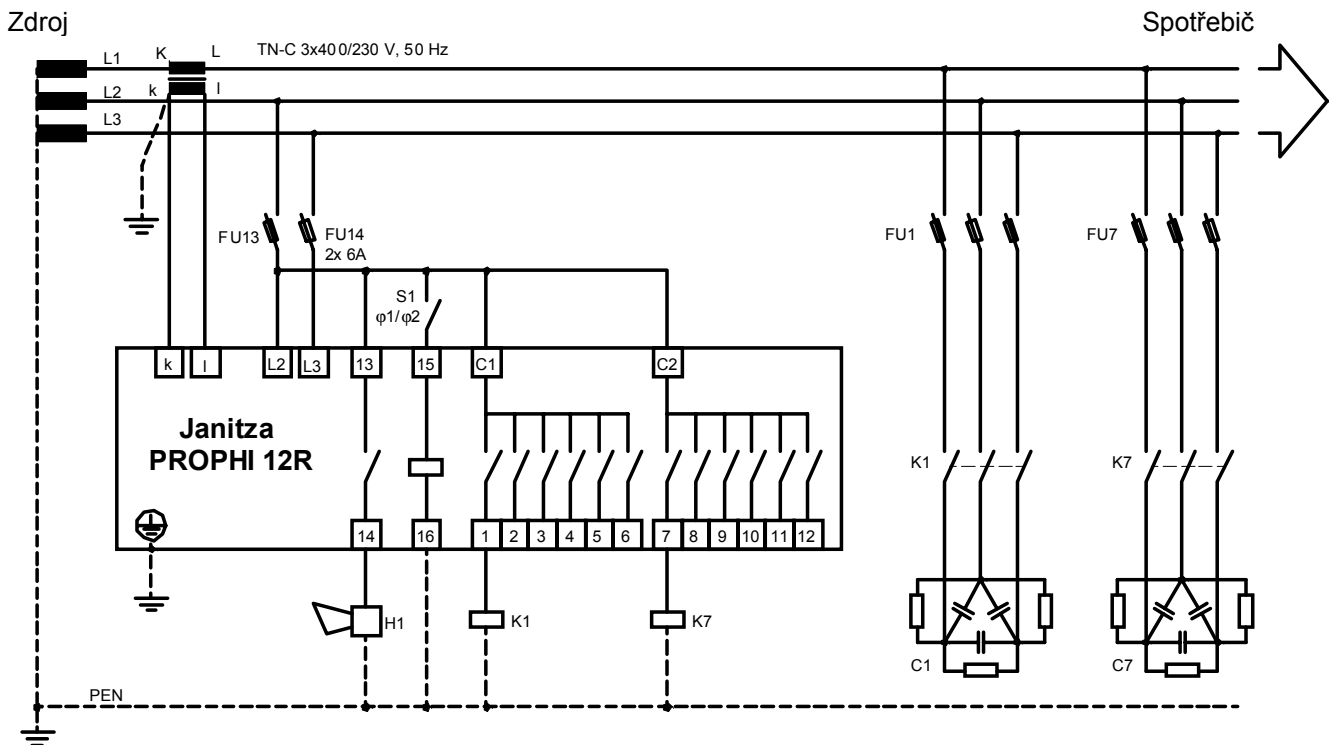 Zdroj
Spotřebič
L1
K
L
TN-C 3x400/230 V, 50 Hz
L2
k
l
L3
FU13
FU14
2x 6A
FU1
FU7
S1
φ1/φ2
k
l
L2
L3
13
15
C1
C2
Janitza
PROPHI 12R
K1
K7
14
16
1
2
3
4
5
6
7
8
9
10
11
12
H1
K1
K7
C1
C7
PEN